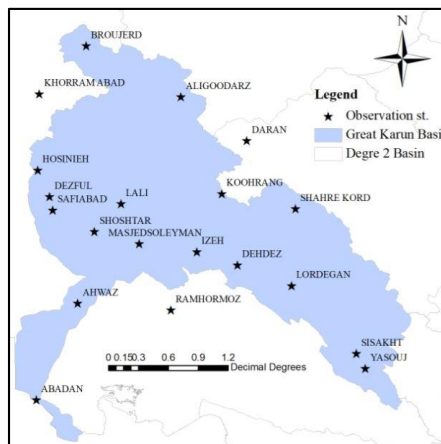 BROUJERD
N
KHORRAM ABAD
ALIGOODARZ
Legend
Observation st.
Great Karun Basi
Degre 2 Basin
DARAN
HOSINIEH
DEZFUL
SAFIABAD
LALI
KOOHRANG
SHAHRE KORD
SHOSHTAR
MASJEDSOLEYMAN
IZEH
DEHDEZ
LORDEGAN
AHWAZ
RAMHORMOZ
SISAKHT
YASOUJ
0 0.15 0.3 0.6 0.9 1.2
Decimal Degrees
ABADAN